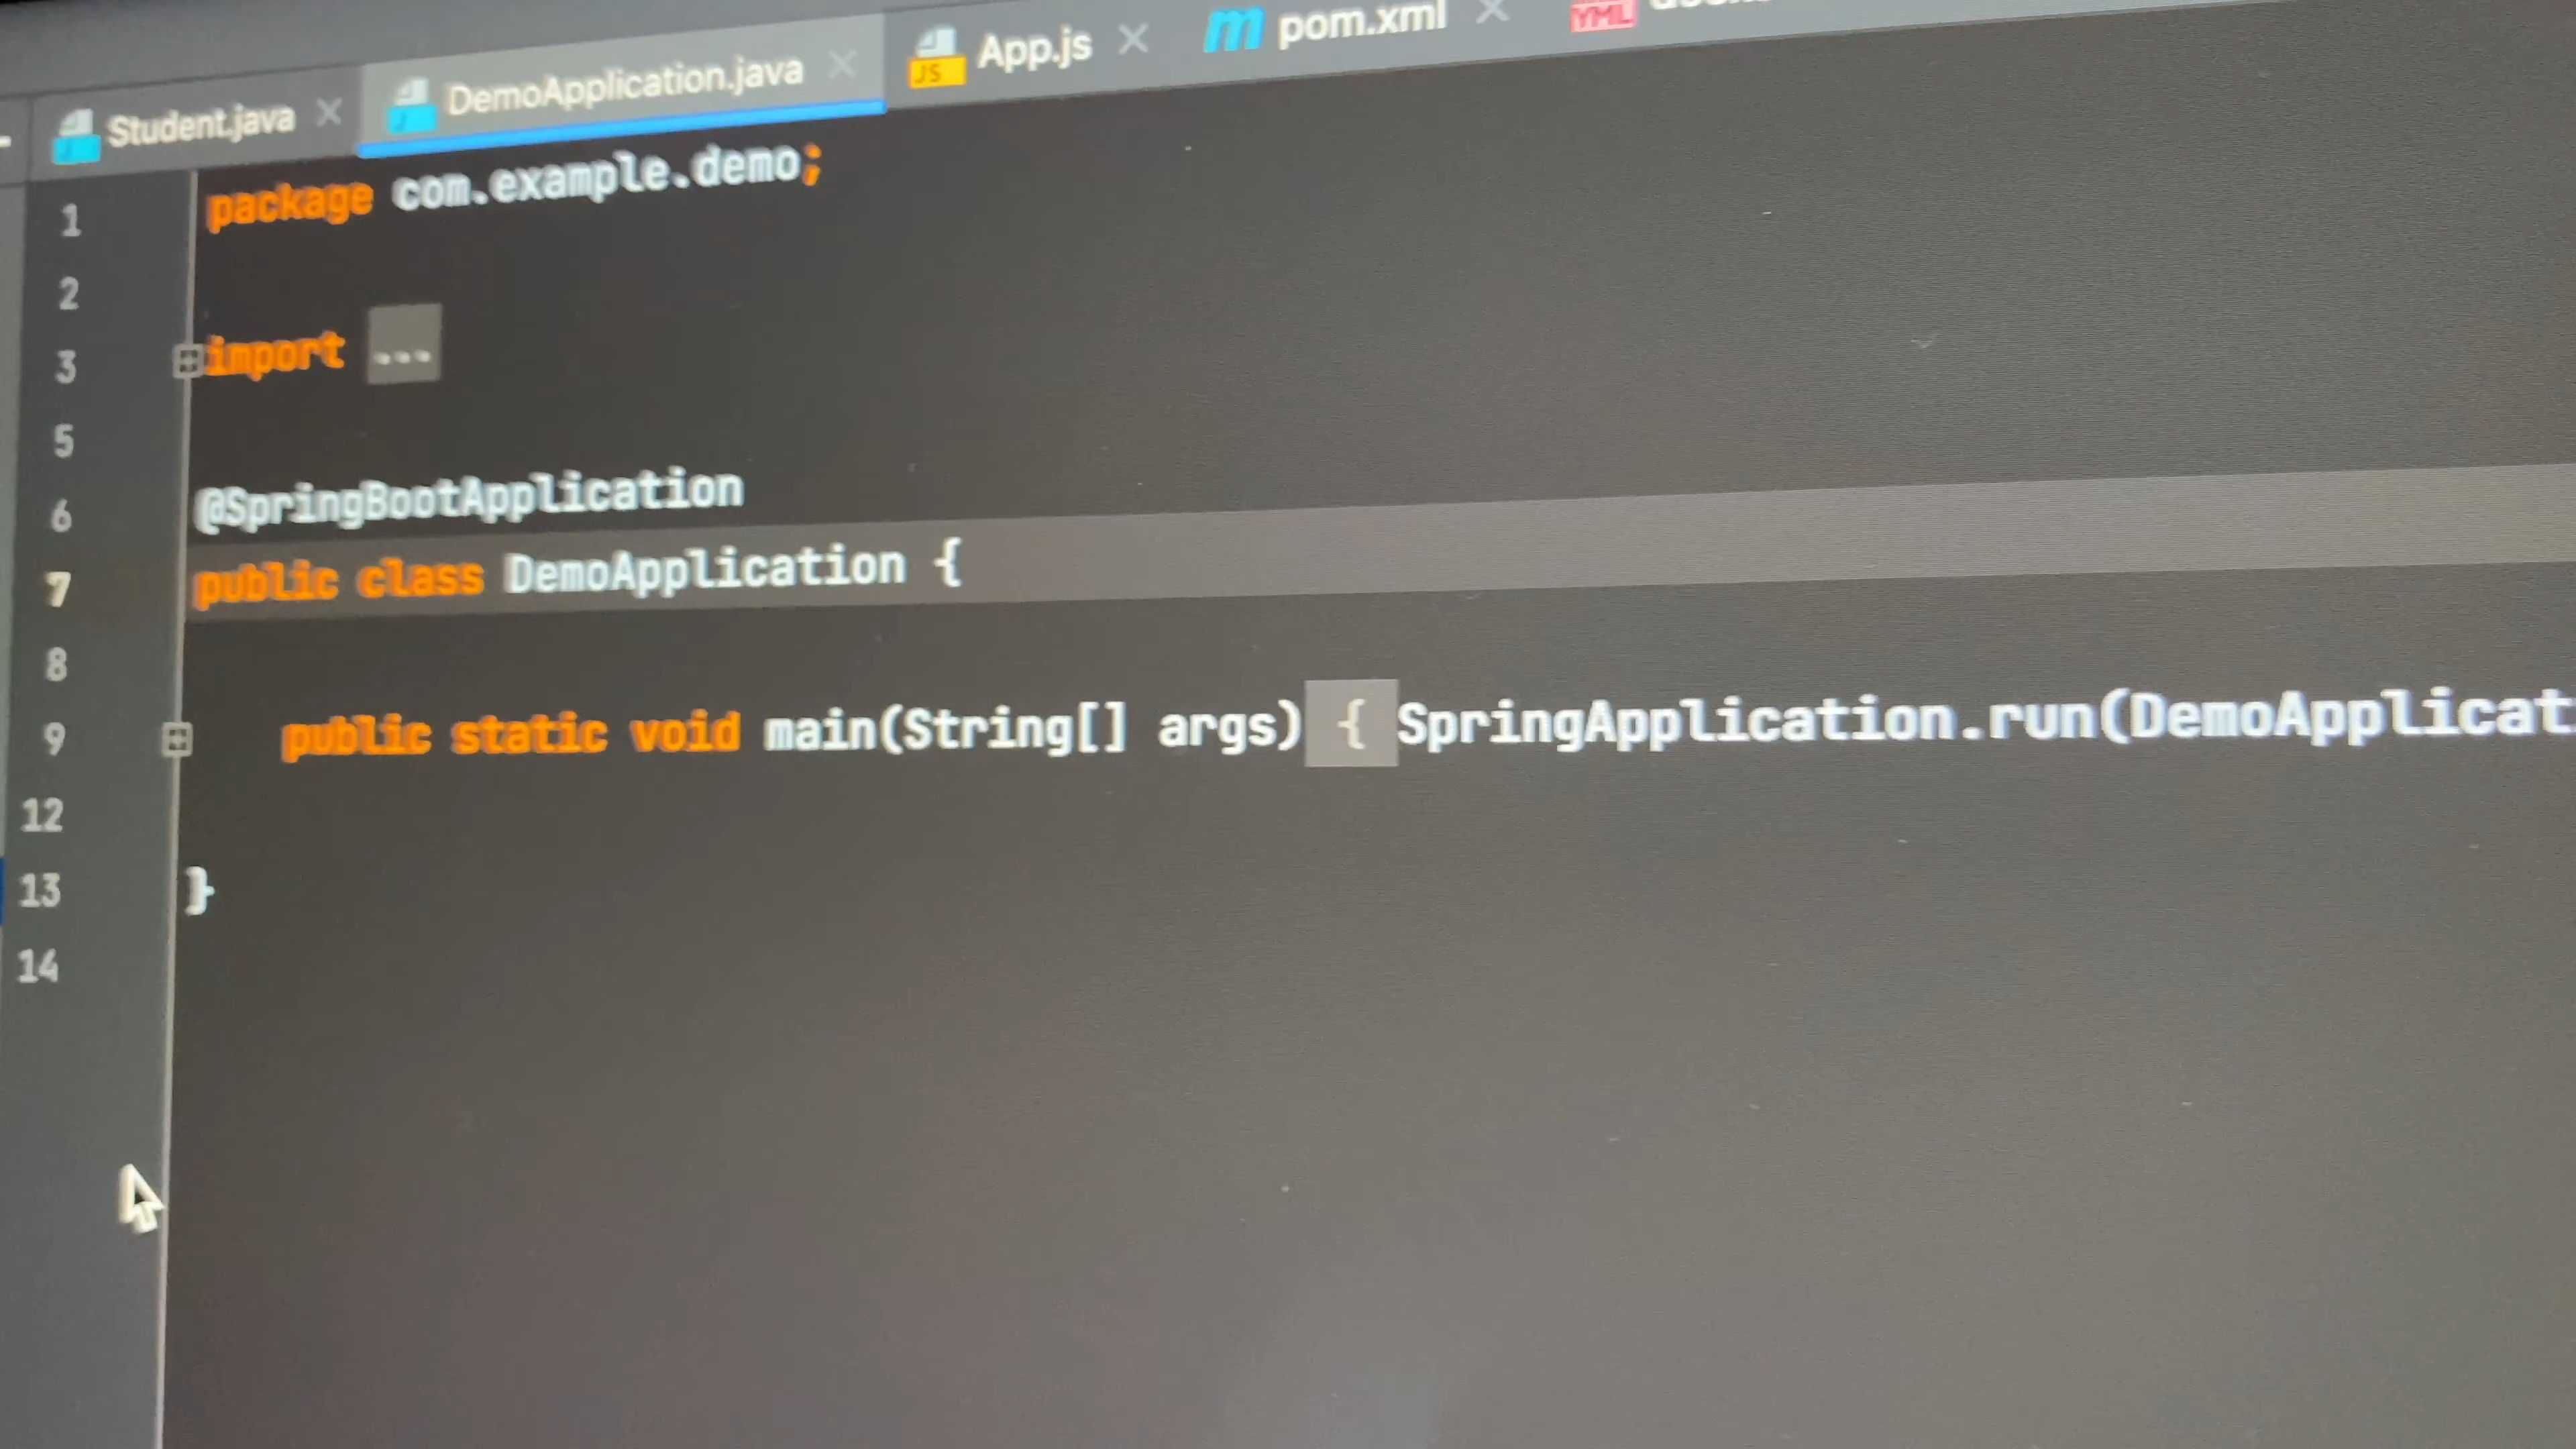 Student.java DemoApplication.java App.js pom.xml
1 package com.example.demo;
2
3 import ...
5
6 @SpringBootApplication
7 public class DemoApplication {
8
9 public static void main(String[] args) { SpringApplication.run(DemoApplicat
12
13 }
14